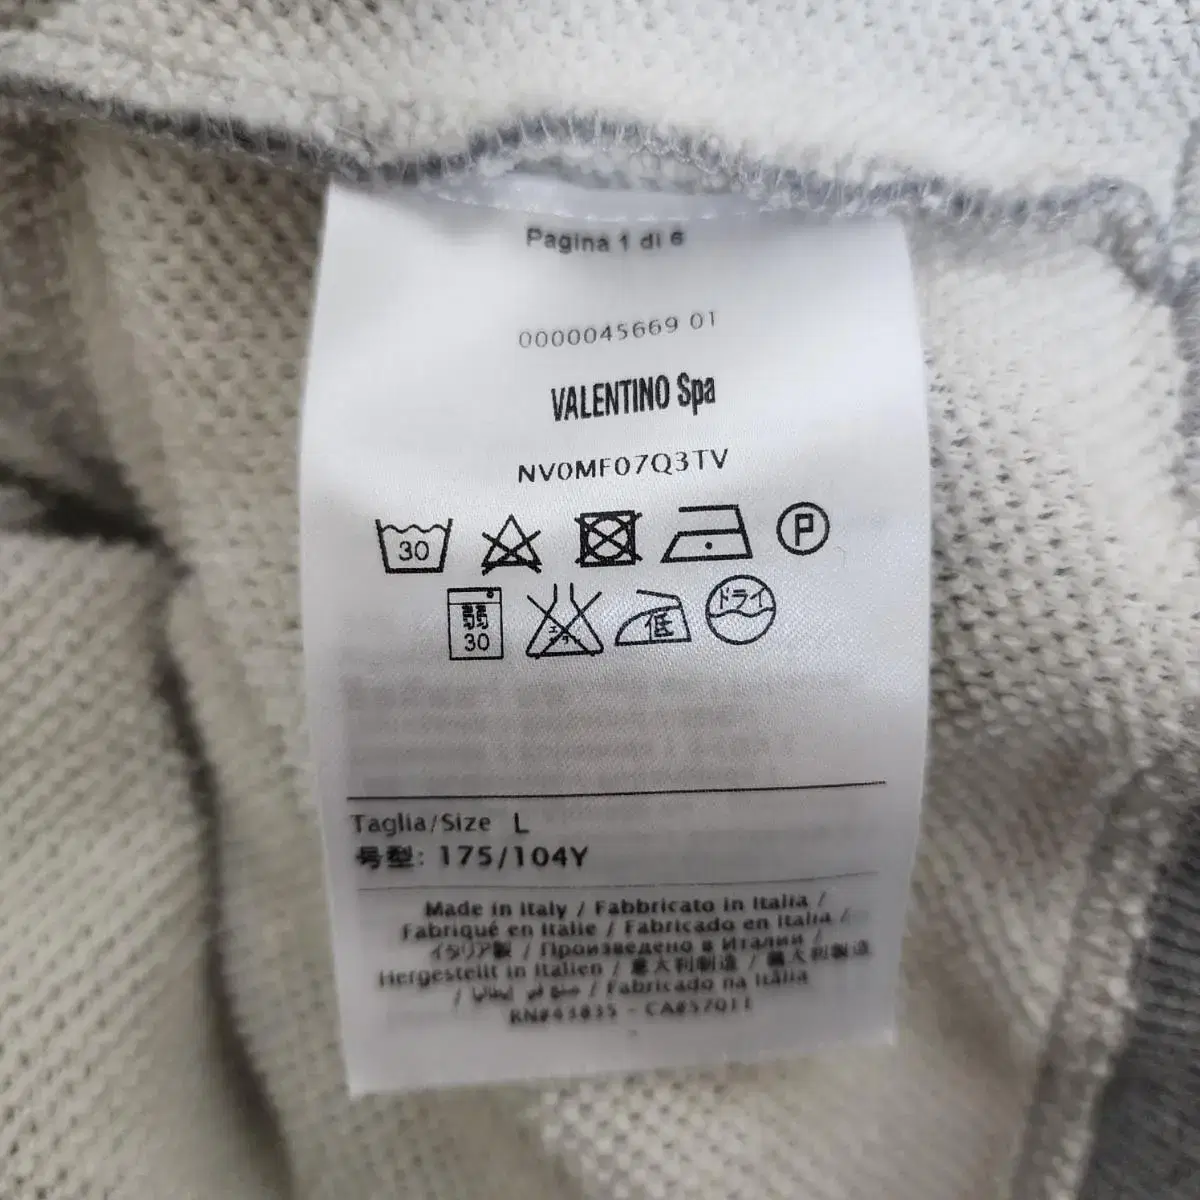 Pagina 1 di 6
0000045669 01
VALENTINO Spa
NV0MF07Q3TV
30 P
弱 30 低 ドライ
Taglia/Size L
号型: 175/104Y
Made in Italy / Fabbricato in Italia /
Fabriqué en Italie / Fabricado en Italia /
イタリア製 / Произведено в Италии /
Hergestellt in Italien / 意大利制造 / 義大利製造
/ صنع في إيطاليا / Fabricado na Itália
RN#43835 - CA#57011